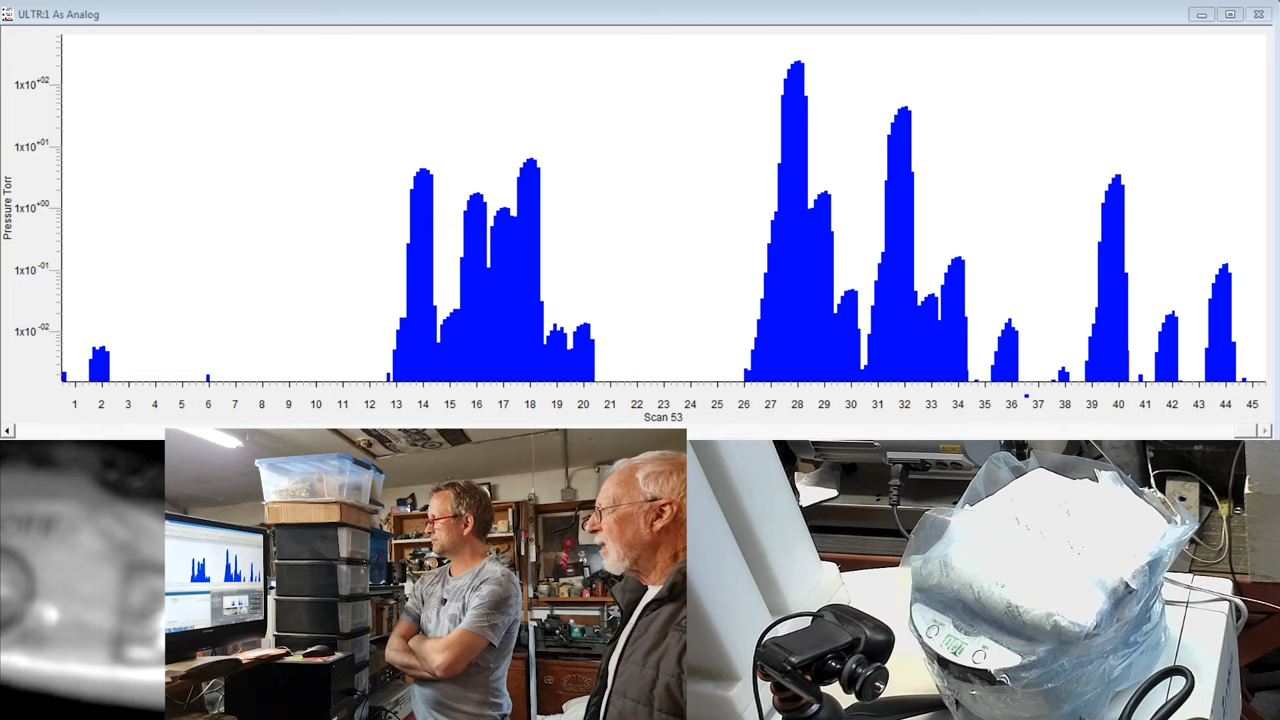 ULTR:1 As Analog
1x10+02
1x10+01
1x10+00
1x10-01
1x10-02
Pressure Torr
1 2 3 4 5 6 7 8 9 10 11 12 13 14 15 16 17 18 19 20 21 22 23 24 25 26 27 28 29 30 31 32 33 34 35 36 37 38 39 40 41 42 43 44 45
Scan 53